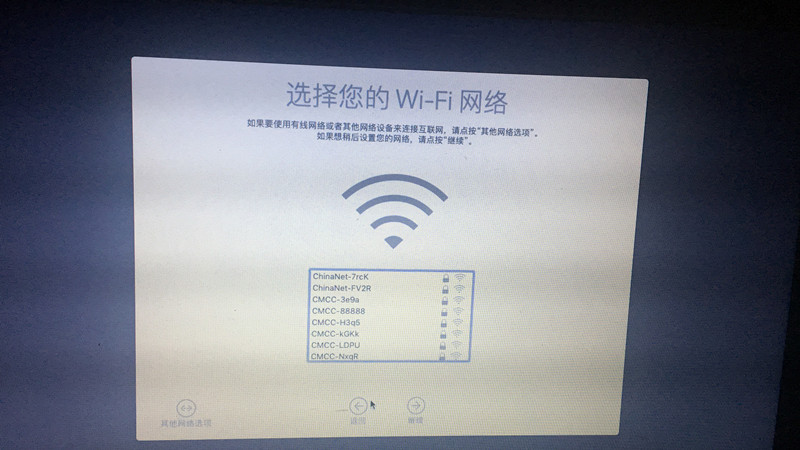 选择您的 Wi-Fi 网络
如果要使用有线网络或者其他网络设备来连接互联网，请点按“其他网络选项”。
如果想稍后设置您的网络，请点按“继续”。
ChinaNet-7rcK
ChinaNet-FV2R
CMCC-3e9a
CMCC-88888
CMCC-H3q5
CMCC-kGKk
CMCC-LDPU
CMCC-NxqR
其他网络选项
返回
继续